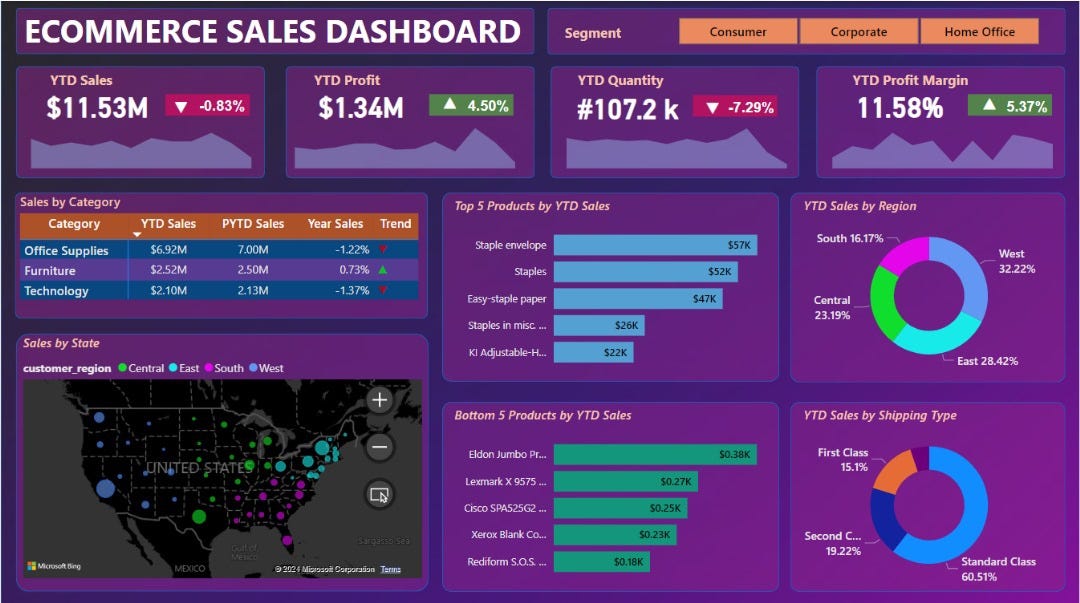 ECOMMERCE SALES DASHBOARD
Segment
Consumer
Corporate
Home Office
YTD Sales
$11.53M
-0.83%
YTD Profit
$1.34M
4.50%
YTD Quantity
#107.2 k
-7.29%
YTD Profit Margin
11.58%
5.37%
Sales by Category
Category YTD Sales PYTD Sales Year Sales Trend
Office Supplies $6.92M 7.00M -1.22%
Furniture $2.52M 2.50M 0.73%
Technology $2.10M 2.13M -1.37%
Top 5 Products by YTD Sales
Staple envelope $57K
Staples $52K
Easy-staple paper $47K
Staples in misc. ... $26K
KI Adjustable-H... $22K
YTD Sales by Region
South 16.17%
West
32.22%
Central
23.19%
East 28.42%
Sales by State
customer_region Central East South West
UNITED STATES
Gulf of
Mexico
Sargasso Sea
MEXICO
Microsoft Bing
© 2024 Microsoft Corporation Terms
Bottom 5 Products by YTD Sales
Eldon Jumbo Pr... $0.38K
Lexmark X 9575 ... $0.27K
Cisco SPA525G2 ... $0.25K
Xerox Blank Co... $0.23K
Rediform S.O.S. ... $0.18K
YTD Sales by Shipping Type
First Class
15.1%
Second C...
19.22%
Standard Class
60.51%